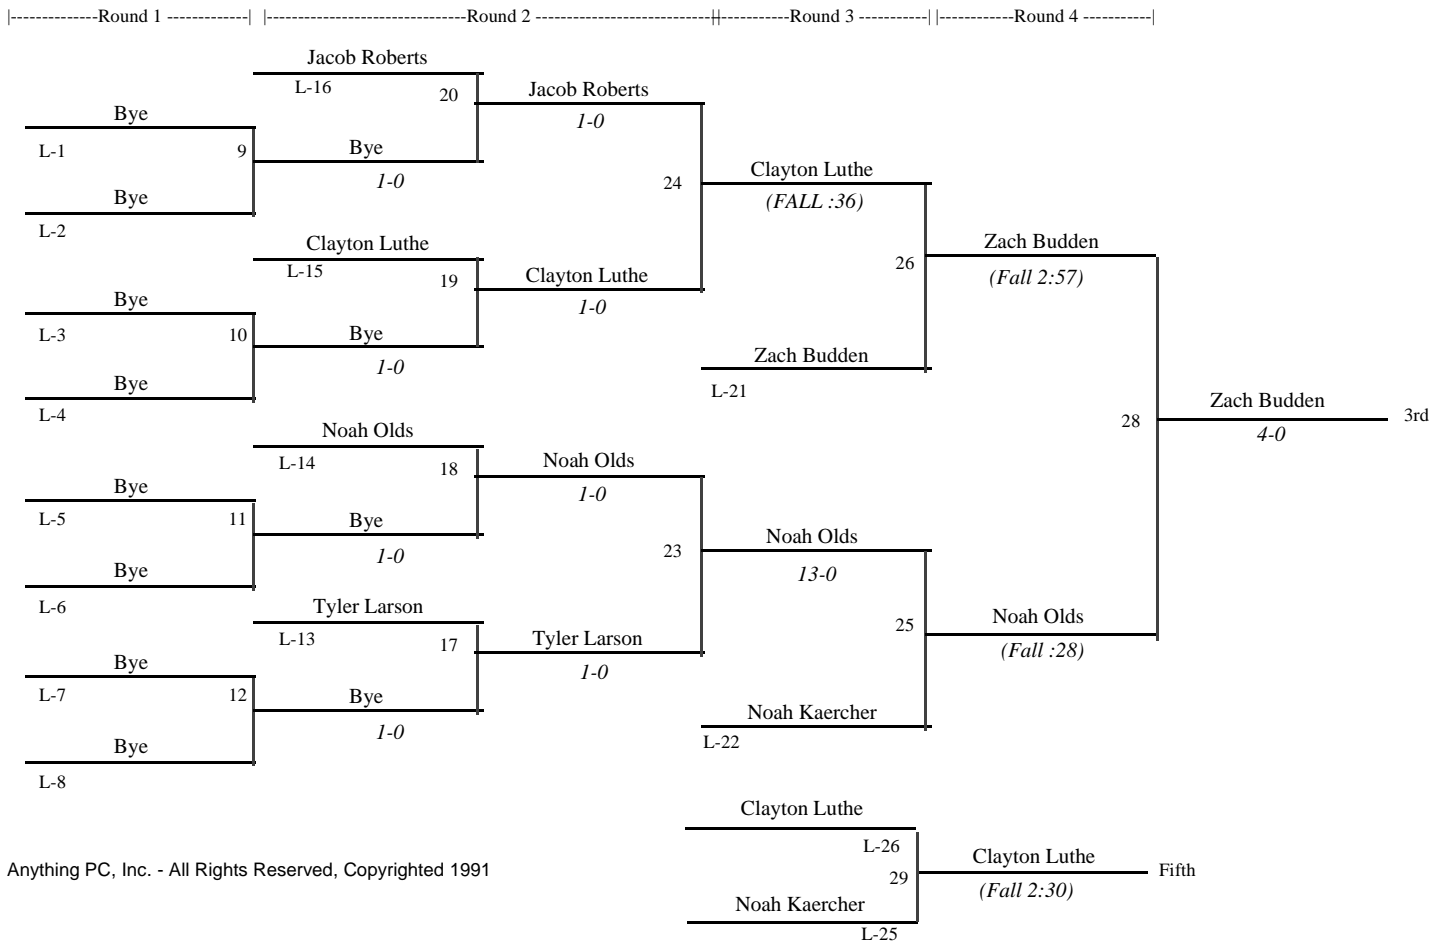 |--------------Round 1 --------------| |----------------------------------Round 2 -------------------------------||------------Round 3 ------------| |------------Round 4 -----------|
Jacob Roberts
L-16
20
Jacob Roberts
1-0
Bye
L-1
9
Bye
1-0
Bye
L-2
24
Clayton Luthe
(FALL :36)
Clayton Luthe
L-15
19
Clayton Luthe
1-0
Bye
L-3
10
Bye
1-0
Bye
L-4
26
Zach Budden
(Fall 2:57)
Zach Budden
L-21
28
Zach Budden
4-0
3rd
Noah Olds
L-14
18
Noah Olds
1-0
Bye
L-5
11
Bye
1-0
Bye
L-6
23
Noah Olds
13-0
Tyler Larson
L-13
17
Tyler Larson
1-0
Bye
L-7
12
Bye
1-0
Bye
L-8
25
Noah Olds
(Fall :28)
Noah Kaercher
L-22
Clayton Luthe
L-26
29
Clayton Luthe
(Fall 2:30)
Fifth
Noah Kaercher
L-25
Anything PC, Inc. - All Rights Reserved, Copyrighted 1991